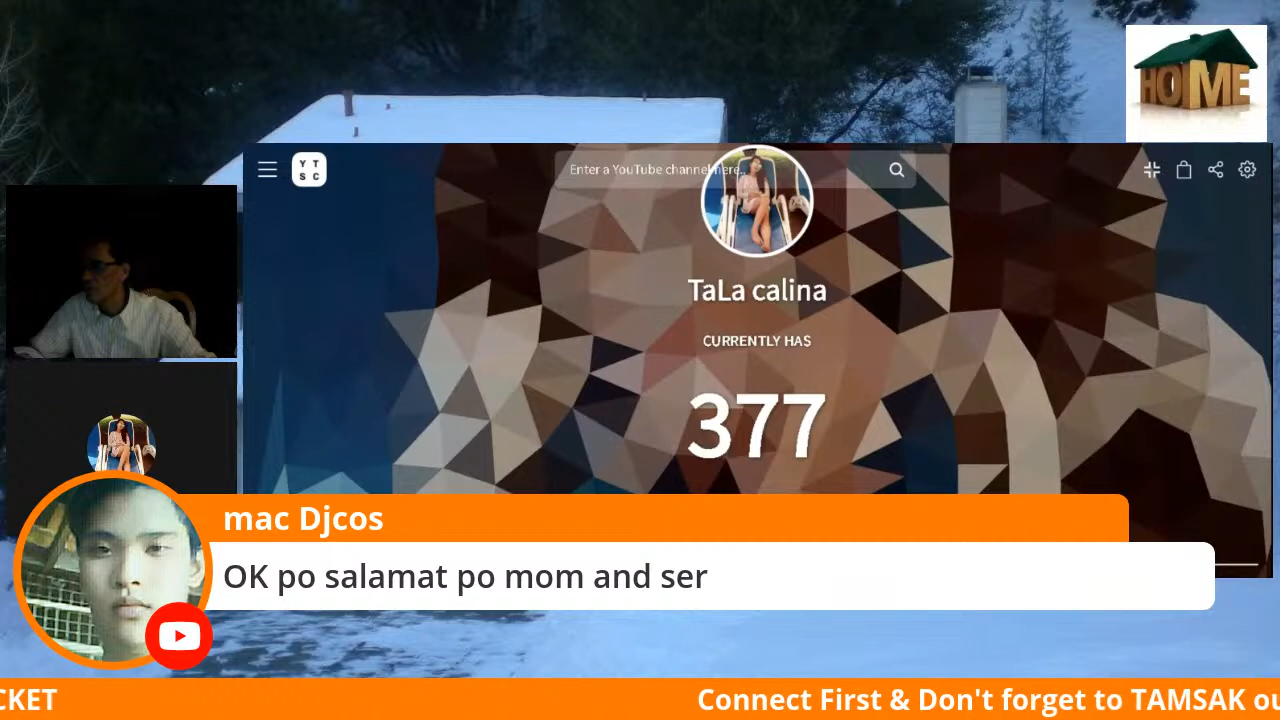 HOME
Y T
S C
Enter a YouTube channel here...
TaLa calina
CURRENTLY HAS
377
mac Djcos
OK po salamat po mom and ser
CKET
Connect First & Don't forget to TAMSAK ou